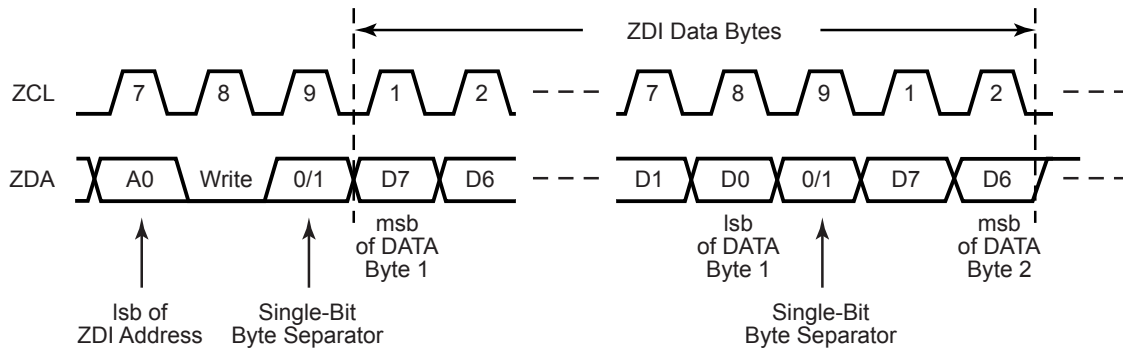 ZDI Data Bytes
ZCL
7 8 9 1 2 7 8 9 1 2
ZDA
A0 Write 0/1 D7 D6 D1 D0 0/1 D7 D6
msb
of DATA
Byte 1
lsb
of DATA
Byte 1
msb
of DATA
Byte 2
lsb of
ZDI Address
Single-Bit
Byte Separator
Single-Bit
Byte Separator